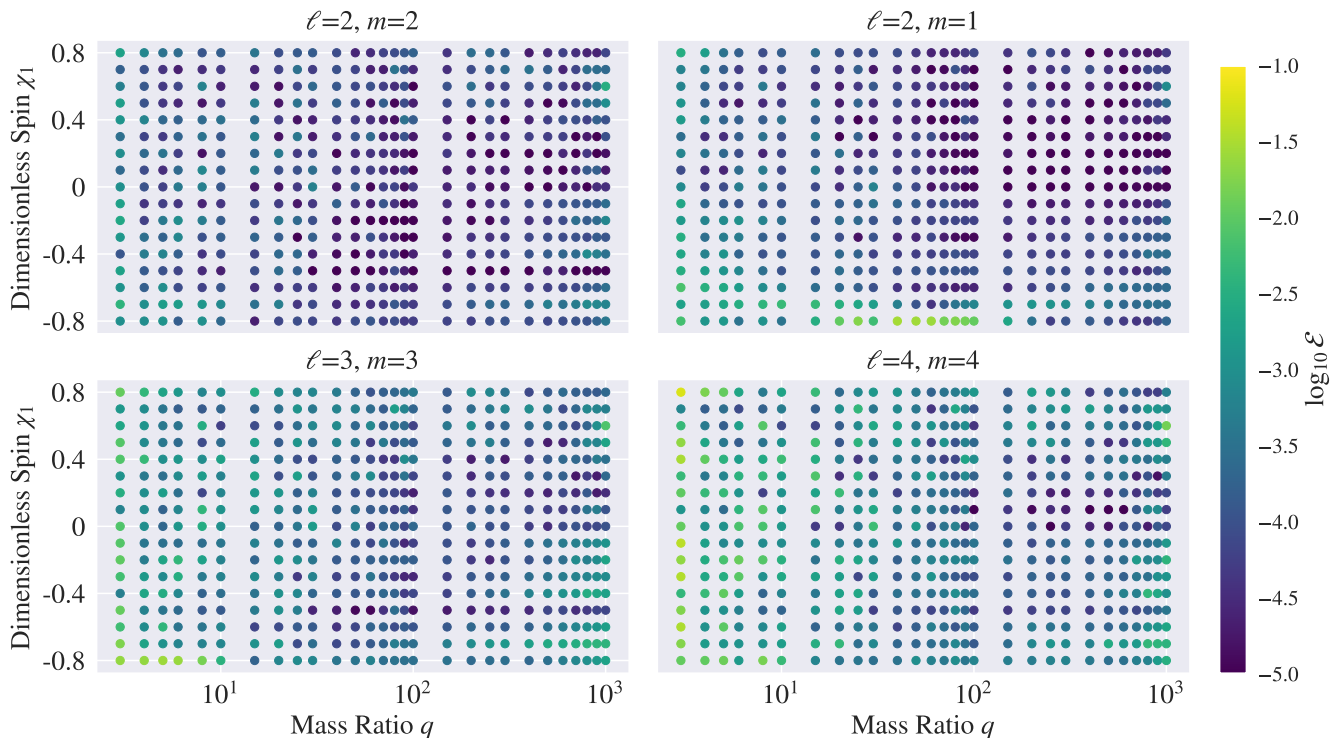 ℓ=2, m=2
ℓ=2, m=1
0.8
0.4
0
-0.4
-0.8
Dimensionless Spin χ₁
ℓ=3, m=3
ℓ=4, m=4
0.8
0.4
0
-0.4
-0.8
Dimensionless Spin χ₁
10¹
10²
10³
10¹
10²
10³
Mass Ratio q
Mass Ratio q
−1.0
−1.5
−2.0
−2.5
−3.0
−3.5
−4.0
−4.5
−5.0
log₁₀ ℰ